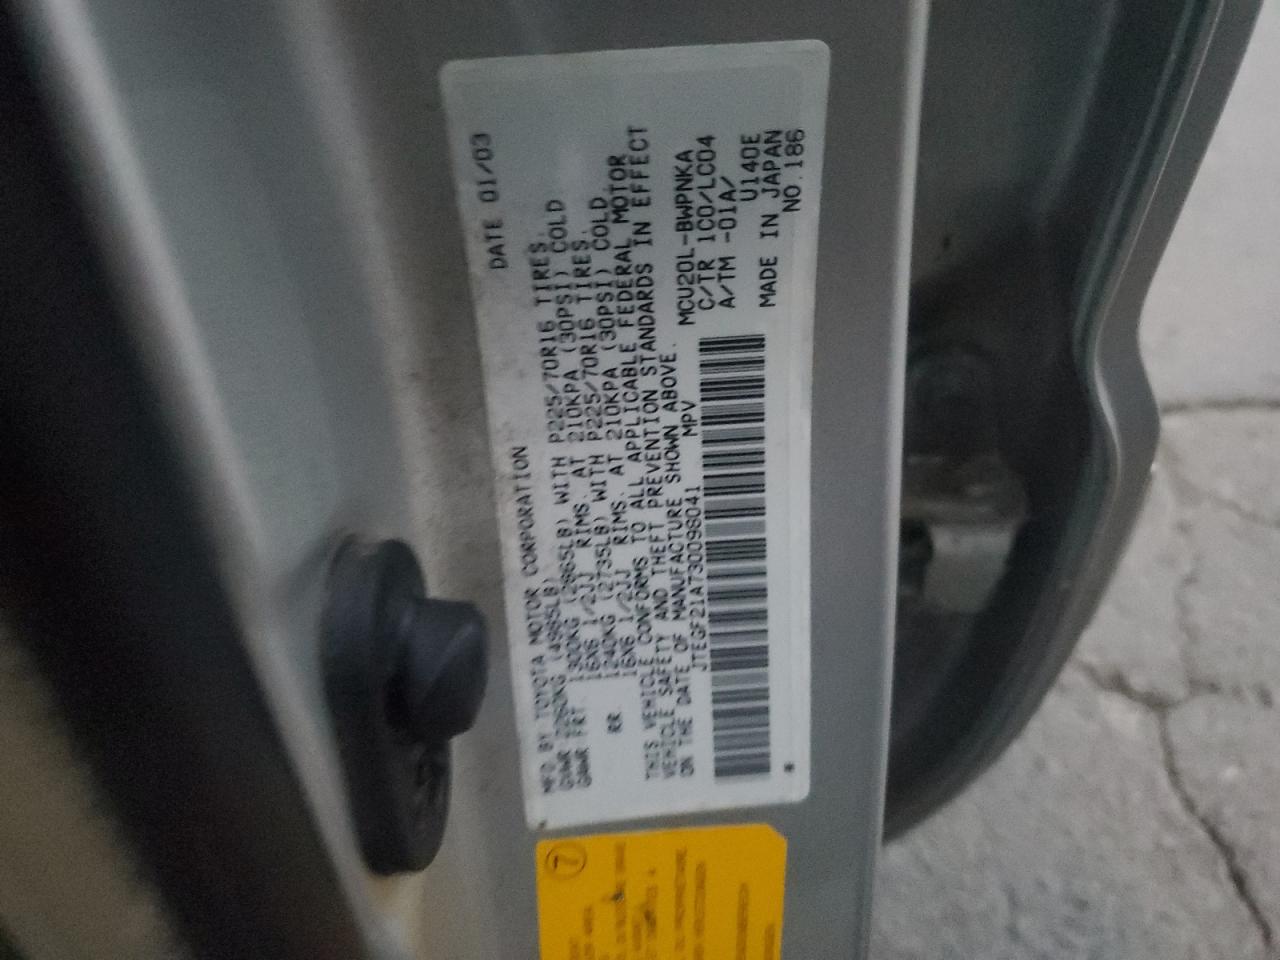 MFD BY TOYOTA MOTOR CORPORATION DATE 01/03
GVWR 2260KG (4985LB)
GAWR FRT. 1300KG (2865LB) WITH P225/70R16 TIRES.
16X6 1/2JJ RIMS. AT 210KPA (30PSI) COLD
RR. 1240KG (2735LB) WITH P225/70R16 TIRES.
16X6 1/2JJ RIMS. AT 210KPA (30PSI) COLD.
THIS VEHICLE CONFORMS TO ALL APPLICABLE FEDERAL MOTOR
VEHICLE SAFETY AND THEFT PREVENTION STANDARDS IN EFFECT
ON THE DATE OF MANUFACTURE SHOWN ABOVE.
JTEGF21A730098041 MPV
MCU20L-BWPNKA
C/TR 1C0/LC04
A/TM -01A/ U140E
MADE IN JAPAN
NO.186
7